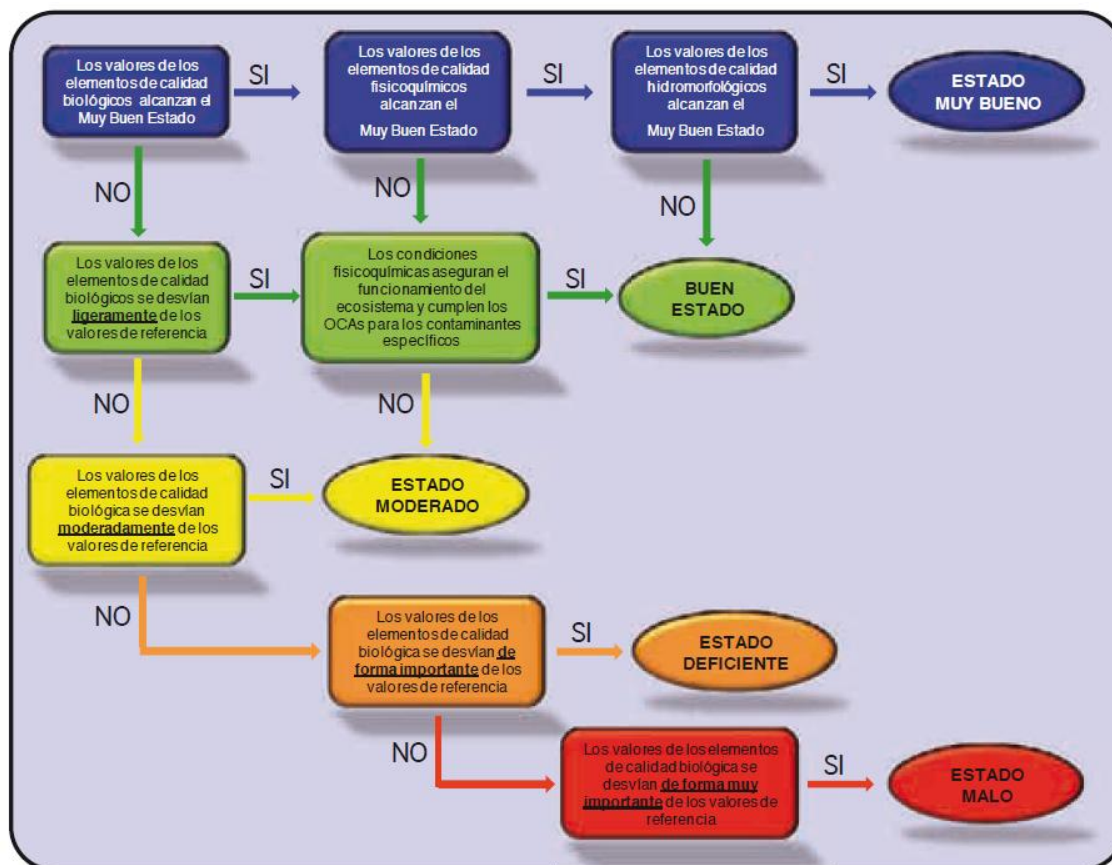 Los valores de los
elementos de calidad
biológicos alcanzan el
Muy Buen Estado
SI
Los valores de los
elementos de calidad
fisicoquímicos
alcanzan el
Muy Buen Estado
SI
Los valores de los
elementos de calidad
hidromorfológicos
alcanzan el
Muy Buen Estado
SI
ESTADO
MUY BUENO
NO
NO
NO
Los valores de los
elementos de calidad
biológicos se desvían
ligeramente de los
valores de referencia
SI
Los condiciones
fisicoquímicas aseguran el
funcionamiento del
ecosistema y cumplen los
OCAs para los contaminantes
específicos
SI
BUEN
ESTADO
NO
NO
Los valores de los
elementos de calidad
biológica se desvían
moderadamente de los
valores de referencia
SI
ESTADO
MODERADO
NO
Los valores de los
elementos de calidad
biológica se desvían de
forma importante de los
valores de referencia
SI
ESTADO
DEFICIENTE
NO
Los valores de los elementos
de calidad biológica se
desvían de forma muy
importante de los valores de
referencia
SI
ESTADO
MALO